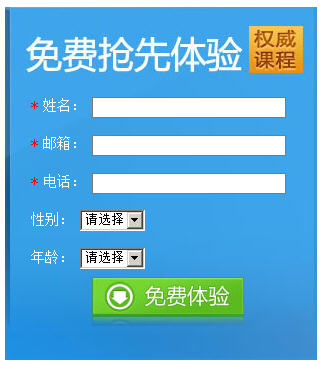 免费抢先体验 权威课程
* 姓名：
* 邮箱：
* 电话：
性别： 请选择
年龄： 请选择
免费体验